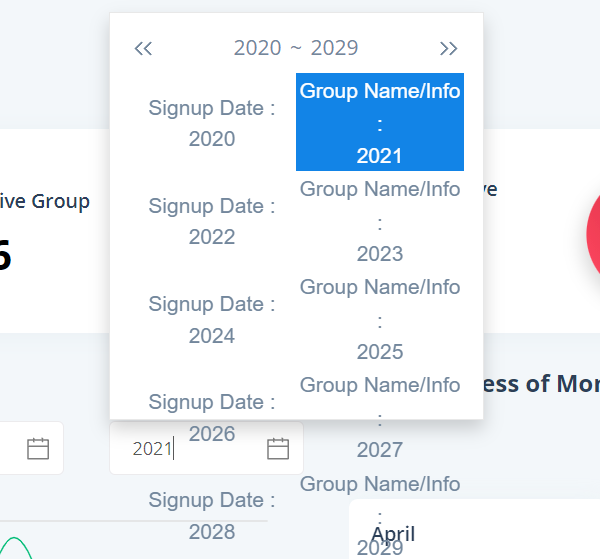 2020 ~ 2029
Signup Date :
2020
Group Name/Info
:
2021
Signup Date :
2022
Group Name/Info
:
2023
Signup Date :
2024
Group Name/Info
:
2025
Signup Date :
2026
Group Name/Info
:
2027
Signup Date :
2028
Group Name/Info
:
2029
ive Group
6
ve
ess of Mor
2021
April